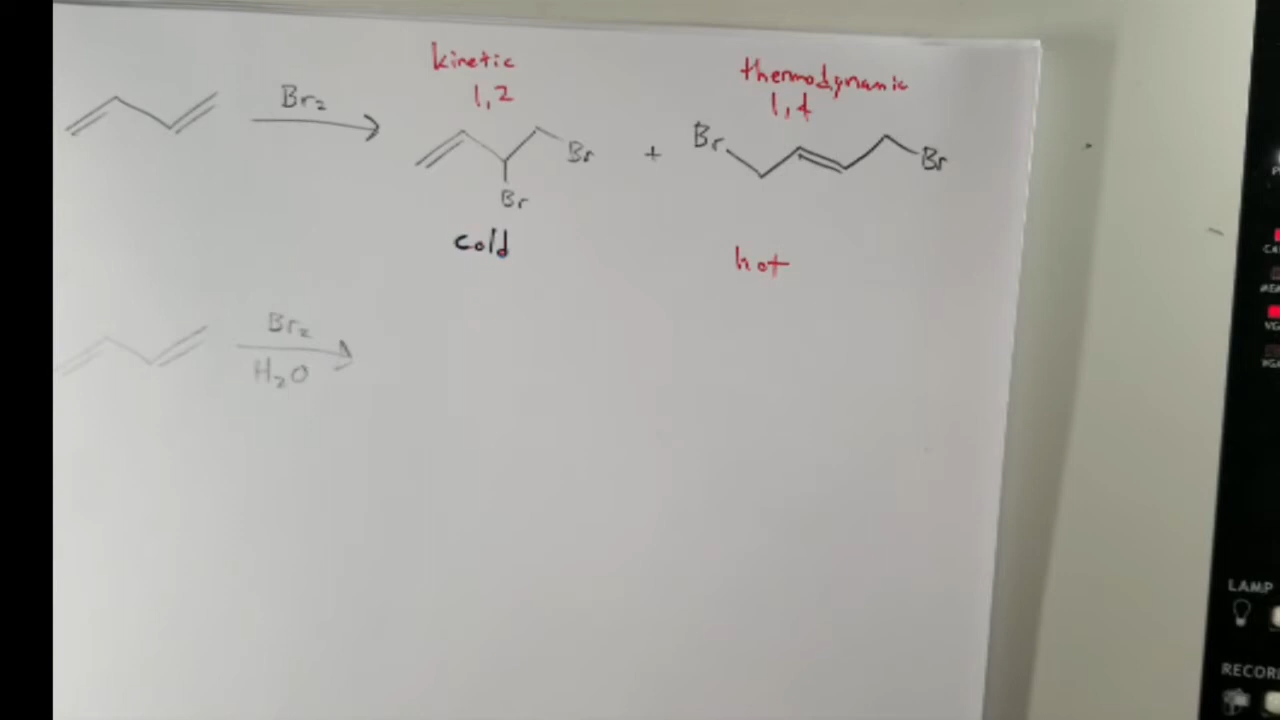 kinetic
1,2
thermodynamic
1,4
Br₂
Br
Br
+
Br
Br
cold
hot
Br₂
H₂O
LAMP
RECOR